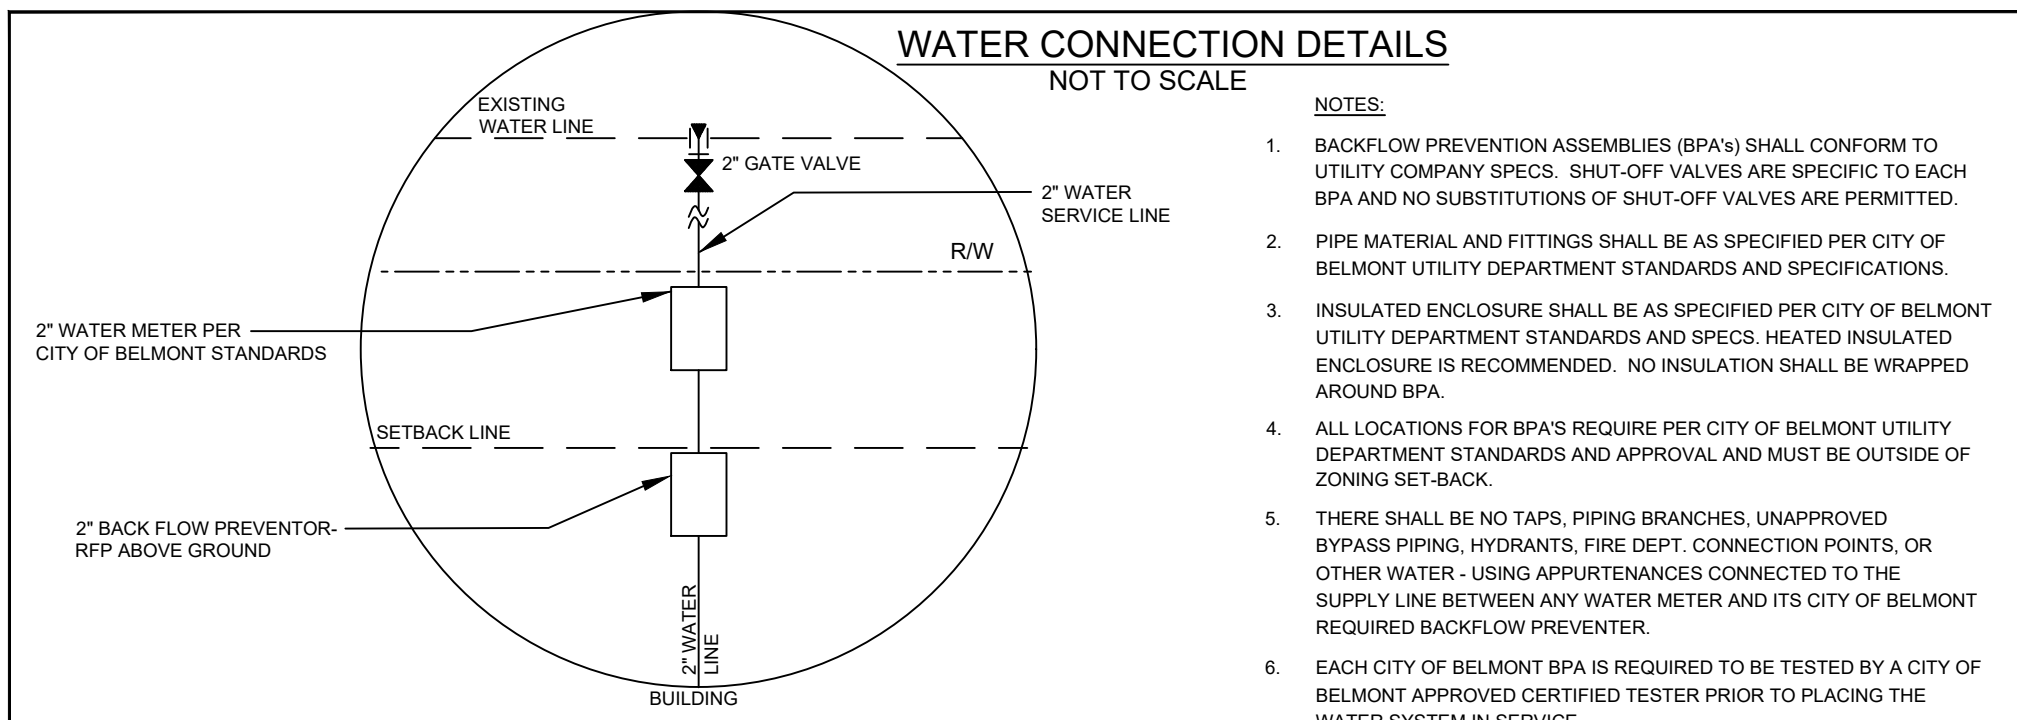 WATER CONNECTION DETAILS
NOT TO SCALE
EXISTING
WATER LINE
2" GATE VALVE
2" WATER
SERVICE LINE
R/W
2" WATER METER PER
CITY OF BELMONT STANDARDS
SETBACK LINE
2" BACK FLOW PREVENTOR-
RFP ABOVE GROUND
2" WATER
LINE
BUILDING
NOTES:
1. BACKFLOW PREVENTION ASSEMBLIES (BPA's) SHALL CONFORM TO
UTILITY COMPANY SPECS. SHUT-OFF VALVES ARE SPECIFIC TO EACH
BPA AND NO SUBSTITUTIONS OF SHUT-OFF VALVES ARE PERMITTED.
2. PIPE MATERIAL AND FITTINGS SHALL BE AS SPECIFIED PER CITY OF
BELMONT UTILITY DEPARTMENT STANDARDS AND SPECIFICATIONS.
3. INSULATED ENCLOSURE SHALL BE AS SPECIFIED PER CITY OF BELMONT
UTILITY DEPARTMENT STANDARDS AND SPECS. HEATED INSULATED
ENCLOSURE IS RECOMMENDED. NO INSULATION SHALL BE WRAPPED
AROUND BPA.
4. ALL LOCATIONS FOR BPA'S REQUIRE PER CITY OF BELMONT UTILITY
DEPARTMENT STANDARDS AND APPROVAL AND MUST BE OUTSIDE OF
ZONING SET-BACK.
5. THERE SHALL BE NO TAPS, PIPING BRANCHES, UNAPPROVED
BYPASS PIPING, HYDRANTS, FIRE DEPT. CONNECTION POINTS, OR
OTHER WATER - USING APPURTENANCES CONNECTED TO THE
SUPPLY LINE BETWEEN ANY WATER METER AND ITS CITY OF BELMONT
REQUIRED BACKFLOW PREVENTER.
6. EACH CITY OF BELMONT BPA IS REQUIRED TO BE TESTED BY A CITY OF
BELMONT APPROVED CERTIFIED TESTER PRIOR TO PLACING THE
WATER SYSTEM IN SERVICE